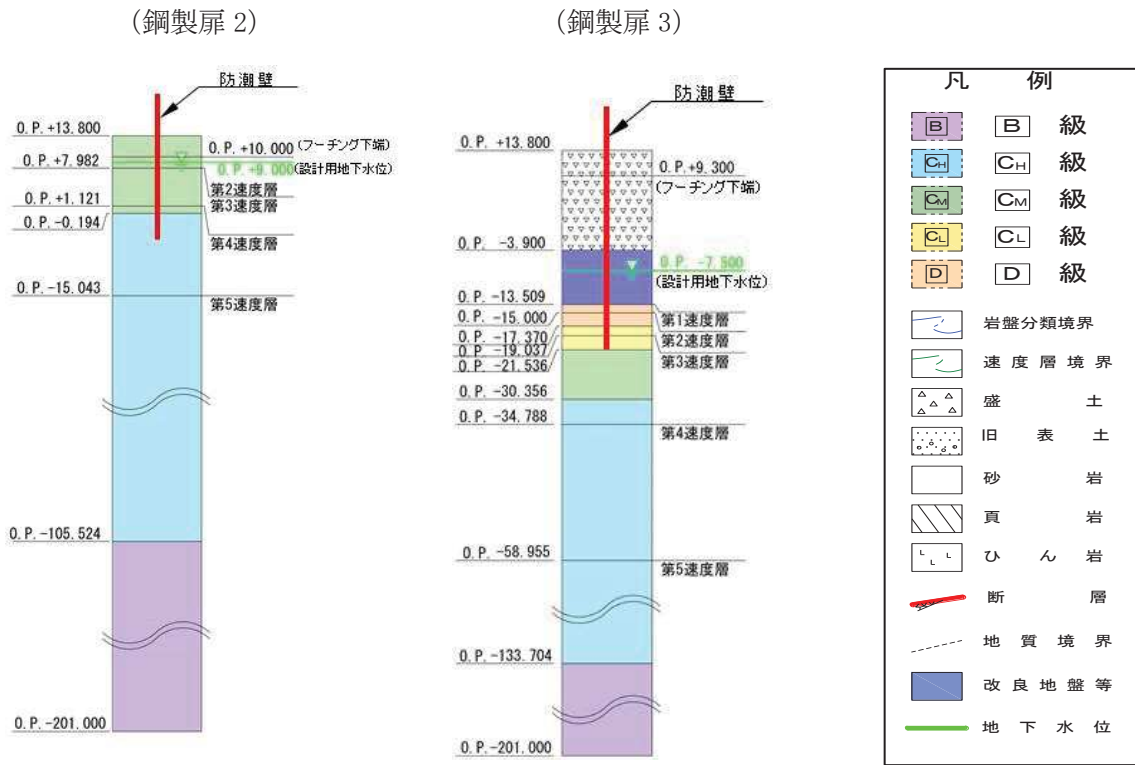 (鋼製扉 2)
防潮壁
O.P. +13.800
O.P. +10.000 (フーチング下端)
O.P. +7.982
O.P. +9.000 (設計用地下水位)
第2速度層
O.P. +1.121
第3速度層
O.P. -0.194
第4速度層
O.P. -15.043
第5速度層
O.P. -105.524
O.P. -201.000
(鋼製扉 3)
防潮壁
O.P. +13.800
O.P. +9.300
(フーチング下端)
O.P. -3.900
O.P. -7.500
(設計用地下水位)
O.P. -13.509
O.P. -15.000
第1速度層
O.P. -17.370
第2速度層
O.P. -19.037
O.P. -21.536
第3速度層
O.P. -30.356
O.P. -34.788
第4速度層
O.P. -58.955
第5速度層
O.P. -133.704
O.P. -201.000
凡 例
B B 級
CH CH 級
CM CM 級
CL CL 級
D D 級
岩盤分類境界
速度層境界
盛土
旧表土
砂岩
頁岩
ひん岩
断層
地質境界
改良地盤等
地下水位